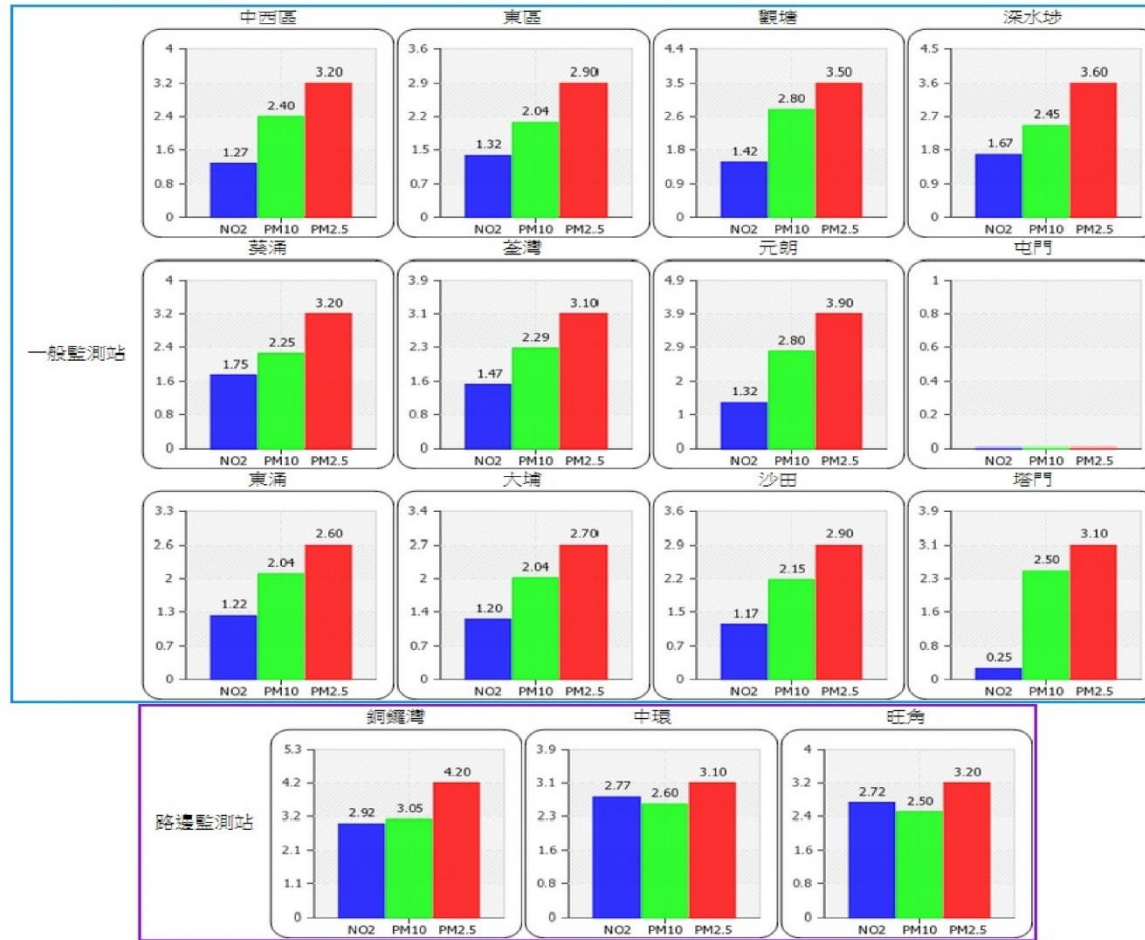 中西區 東區 觀塘 深水埗
4 3.6 4.4 4.5
3.20 2.90 3.50 3.60
3.2 2.9 3.5 3.6
2.40 2.04 2.80 2.45
2.4 2.2 2.6 2.7
1.27 1.32 1.42 1.67
1.6 1.5 1.8 1.8
0.8 0.7 0.9 0.9
0 0 0 0
NO2 PM10 PM2.5 NO2 PM10 PM2.5 NO2 PM10 PM2.5 NO2 PM10 PM2.5
葵涌 荃灣 元朗 屯門
4 3.9 4.9 1
3.20 3.10 3.90
3.2 3.1 3.9 0.8
一般監測站
2.25 2.29 2.80
2.4 2.3 2.9 0.6
1.75 1.47 1.32
1.6 1.6 2 0.4
0.8 0.8 1 0.2
0 0 0 0
NO2 PM10 PM2.5 NO2 PM10 PM2.5 NO2 PM10 PM2.5 NO2 PM10 PM2.5
東涌 大埔 沙田 塔門
3.3 3.4 3.6 3.9
2.60 2.70 2.90 3.10
2.6 2.7 2.9 3.1
2.04 2.04 2.15 2.50
2 2 2.2 2.3
1.22 1.20 1.17
1.3 1.4 1.5 1.6
0.25
0.7 0.7 0.7 0.8
0 0 0 0
NO2 PM10 PM2.5 NO2 PM10 PM2.5 NO2 PM10 PM2.5 NO2 PM10 PM2.5
銅鑼灣 中環 旺角
5.3 3.9 4
4.20 3.10 3.20
4.2 3.1 3.2
2.92 3.05 2.77 2.60 2.72 2.50
3.2 2.3 2.4
路邊監測站
2.1 1.6 1.6
1.1 0.8 0.8
0 0 0
NO2 PM10 PM2.5 NO2 PM10 PM2.5 NO2 PM10 PM2.5